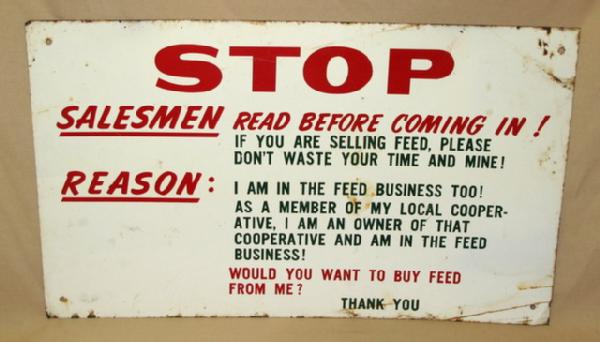 STOP
SALESMEN READ BEFORE COMING IN!
IF YOU ARE SELLING FEED, PLEASE
DON'T WASTE YOUR TIME AND MINE!
REASON: I AM IN THE FEED BUSINESS TOO!
AS A MEMBER OF MY LOCAL COOPER-
ATIVE, I AM AN OWNER OF THAT
COOPERATIVE AND AM IN THE FEED
BUSINESS!
WOULD YOU WANT TO BUY FEED
FROM ME?
THANK YOU